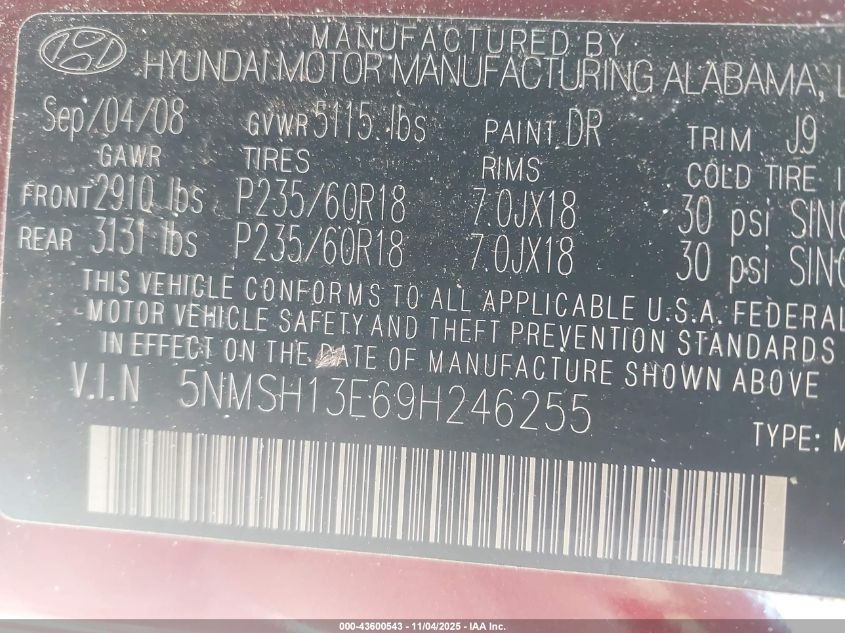 MANUFACTURED BY
HYUNDAI MOTOR MANUFACTURING ALABAMA,
Sep/04/08 GVWR 5115 lbs PAINT DR TRIM J9
GAWR TIRES RIMS COLD TIRE
FRONT 2910 lbs P235/60R18 7.0JX18 30 psi
REAR 3131 lbs P235/60R18 7.0JX18 30 psi
THIS VEHICLE CONFORMS TO ALL APPLICABLE U.S.A. FEDERAL
MOTOR VEHICLE SAFETY AND THEFT PREVENTION STANDARDS
IN EFFECT ON THE DATE OF MANUFACTURE SHOWN ABOVE
V.I.N 5NMSH13E69H246255
TYPE:
000-43600543 - 11/04/2025 - IAA Inc.